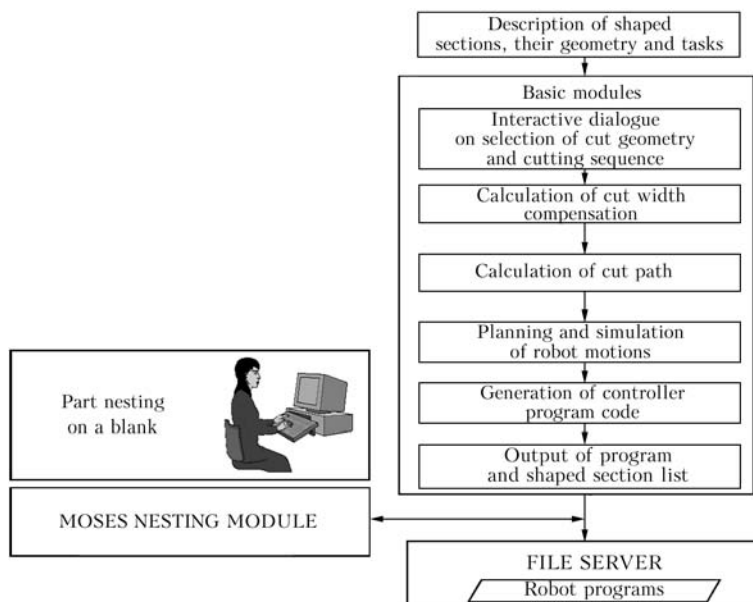 Description of shaped
sections, their geometry and tasks
Basic modules
Interactive dialogue
on selection of cut geometry
and cutting sequence
Calculation of cut width
compensation
Calculation of cut path
Planning and simulation
of robot motions
Generation of controller
program code
Output of program
and shaped section list
Part nesting
on a blank
MOSES NESTING MODULE
FILE SERVER
Robot programs